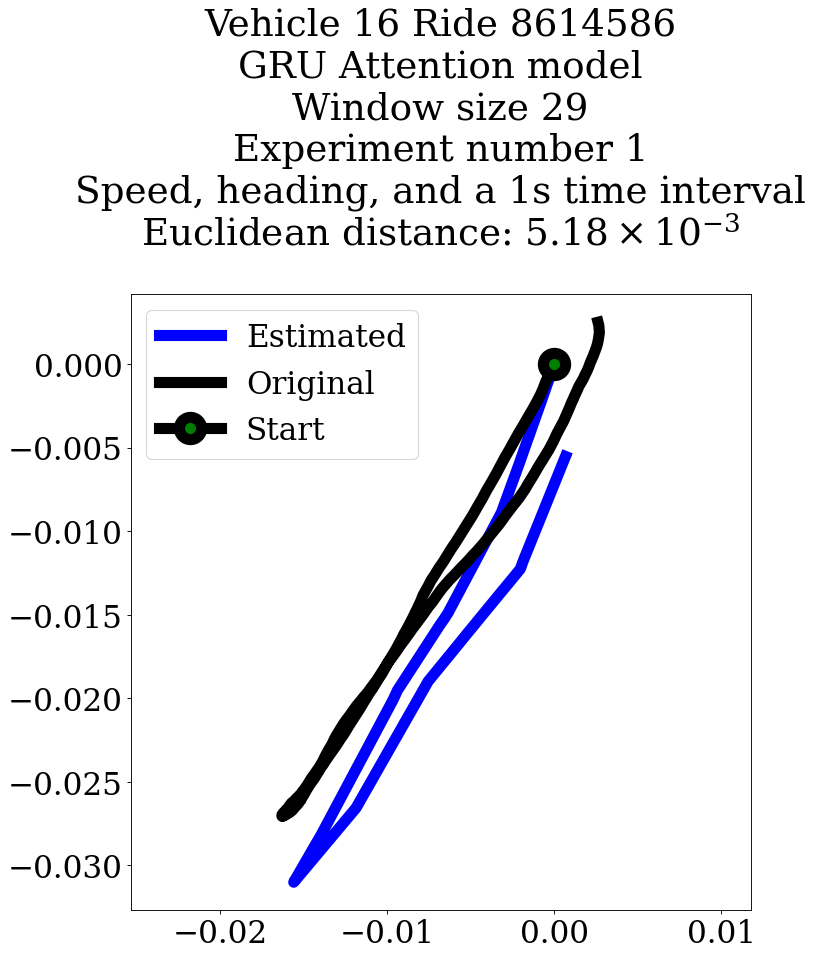 Vehicle 16 Ride 8614586
GRU Attention model
Window size 29
Experiment number 1
Speed, heading, and a 1s time interval
Euclidean distance: 5.18 × 10⁻³
Estimated
Original
Start
0.000
−0.005
−0.010
−0.015
−0.020
−0.025
−0.030
−0.02 −0.01 0.00 0.01